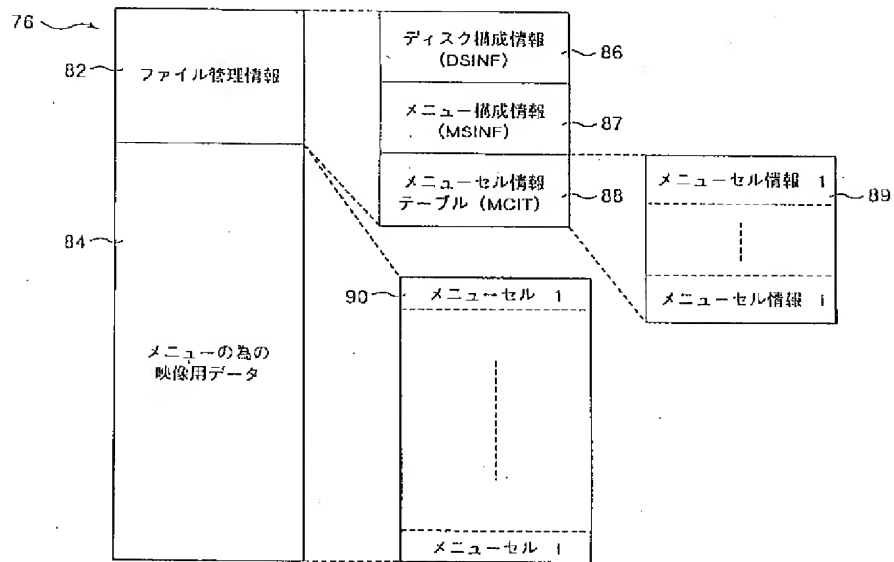 76
82
ファイル管理情報
84
メニューの為の
映像用データ
ディスク構成情報
(DSINF)
86
メニュー構成情報
(MSINF)
87
メニューセル情報
テーブル (MCIT)
88
メニューセル情報 1
89
メニューセル情報 i
90
メニューセル 1
メニューセル i